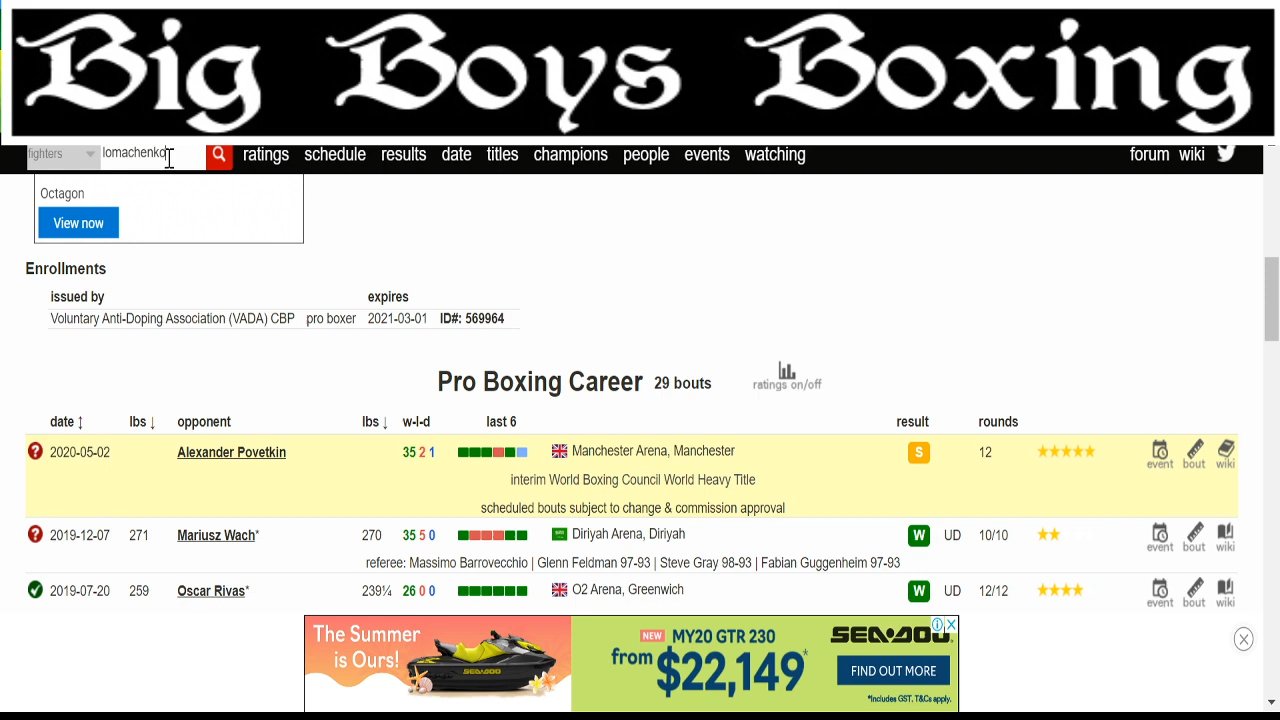 Big Boys Boxing
fighters lomachenko ratings schedule results date titles champions people events watching forum wiki
Octagon
View now
Enrollments
issued by expires
Voluntary Anti-Doping Association (VADA) CBP pro boxer 2021-03-01 ID#: 569964
Pro Boxing Career 29 bouts
ratings on/off
date ↕ lbs ↓ opponent lbs ↓ w-l-d last 6 result rounds
2020-05-02 Alexander Povetkin 35 2 1 Manchester Arena, Manchester S 12 event bout wiki
interim World Boxing Council World Heavy Title
scheduled bouts subject to change & commission approval
2019-12-07 271 Mariusz Wach* 270 35 5 0 Diriyah Arena, Diriyah W UD 10/10 event bout wiki
referee: Massimo Barrovecchio | Glenn Feldman 97-93 | Steve Gray 98-93 | Fabian Guggenheim 97-93
2019-07-20 259 Oscar Rivas* 239¼ 26 0 0 O2 Arena, Greenwich W UD 12/12 event bout wiki
The Summer
is Ours!
SEADOO
NEW MY20 GTR 230
from $22,149*
SEA-DOO
FIND OUT MORE
*Includes GST. T&Cs apply.